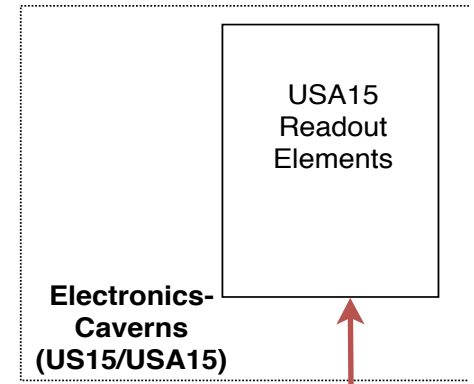 USA15
Readout
Elements
Electronics-
Caverns
(US15/USA15)